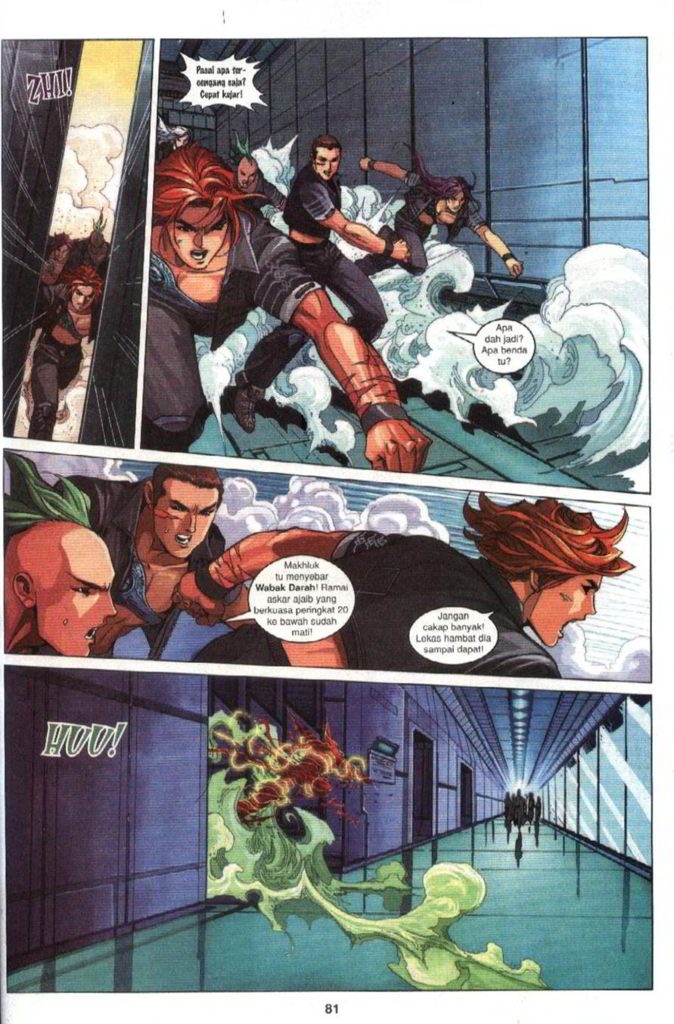 ZHI!
Pasal apa ter-
cengang saja?
Cepat kejar!
Apa
dah jadi?
Apa benda
tu?
Makhluk
tu menyebar
Wabak Darah! Ramai
askar ajaib yang
berkuasa peringkat 20
ke bawah sudah
mati!
Jangan
cakap banyak!
Lekas hambat dia
sampai dapat!
HUU!
81